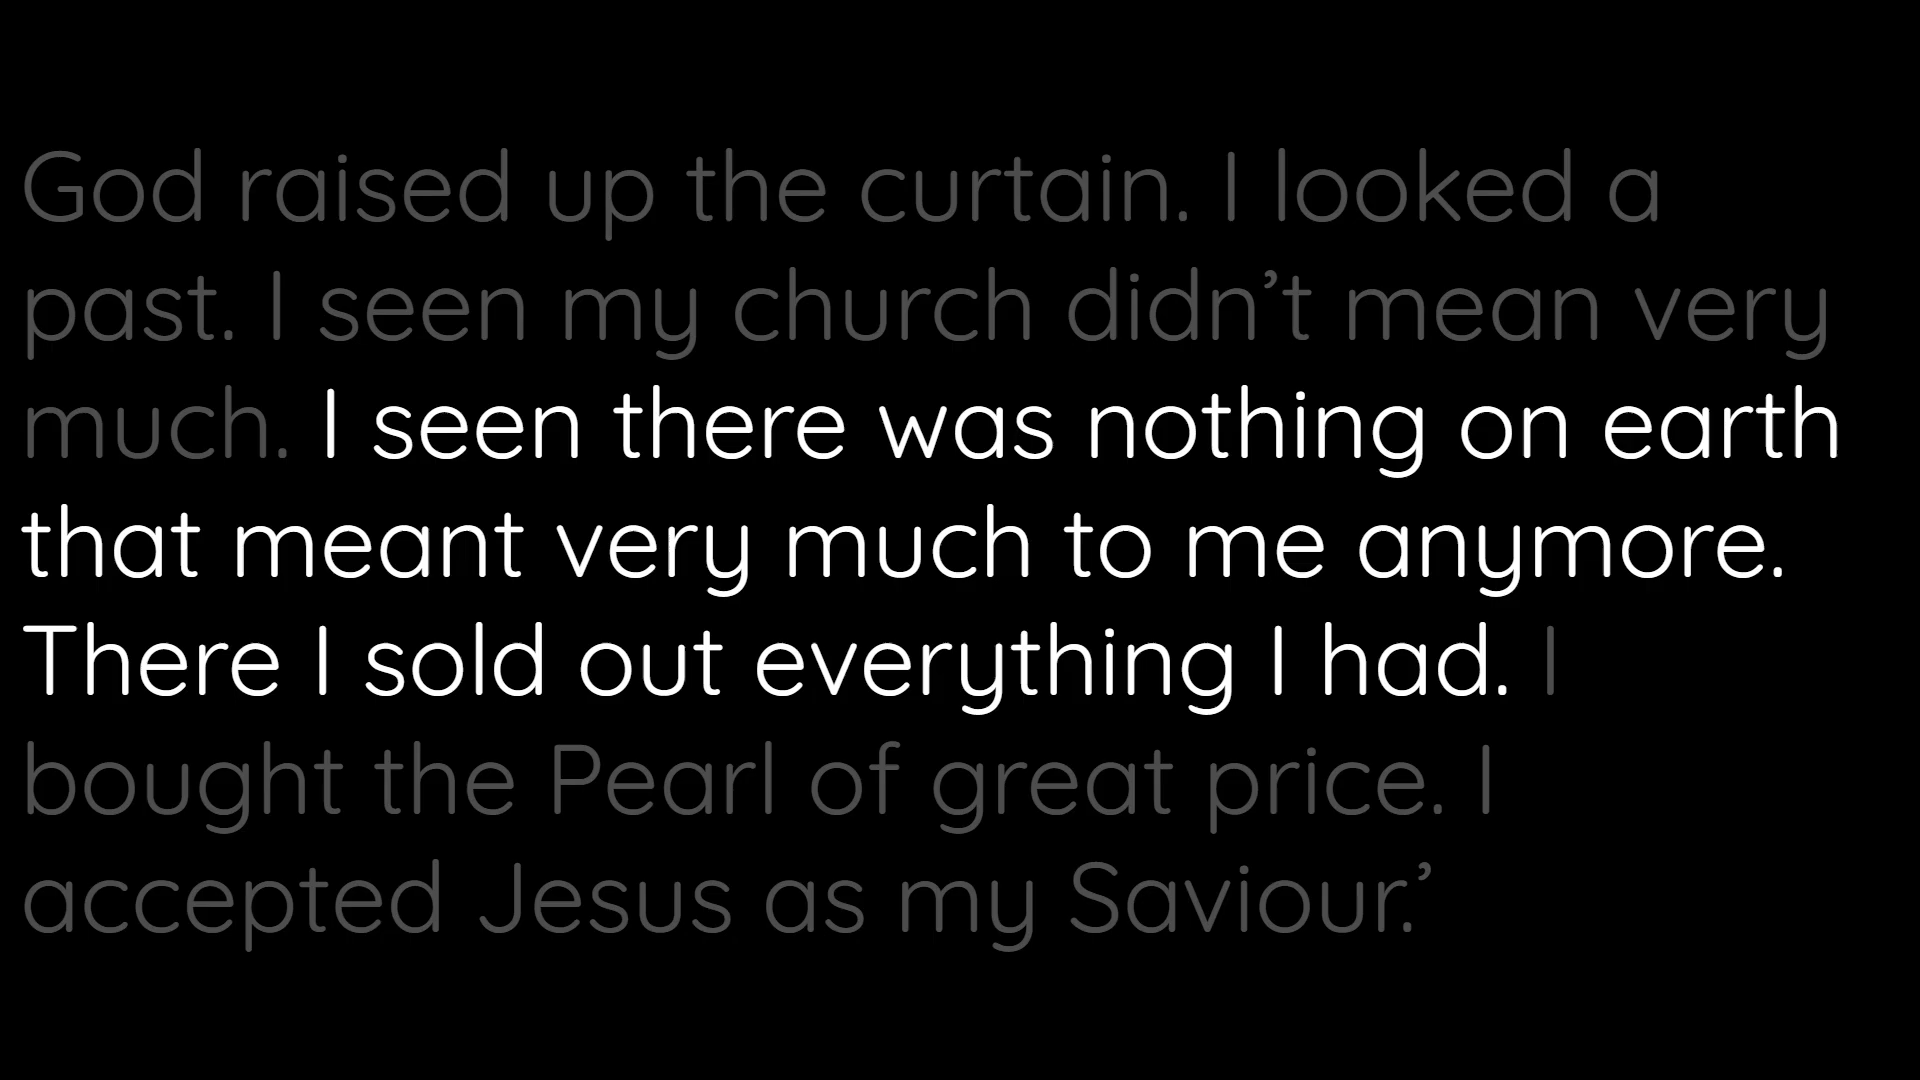 God raised up the curtain. I looked a
past. I seen my church didn’t mean very
much. I seen there was nothing on earth
that meant very much to me anymore.
There I sold out everything I had. I
bought the Pearl of great price. I
accepted Jesus as my Saviour.’